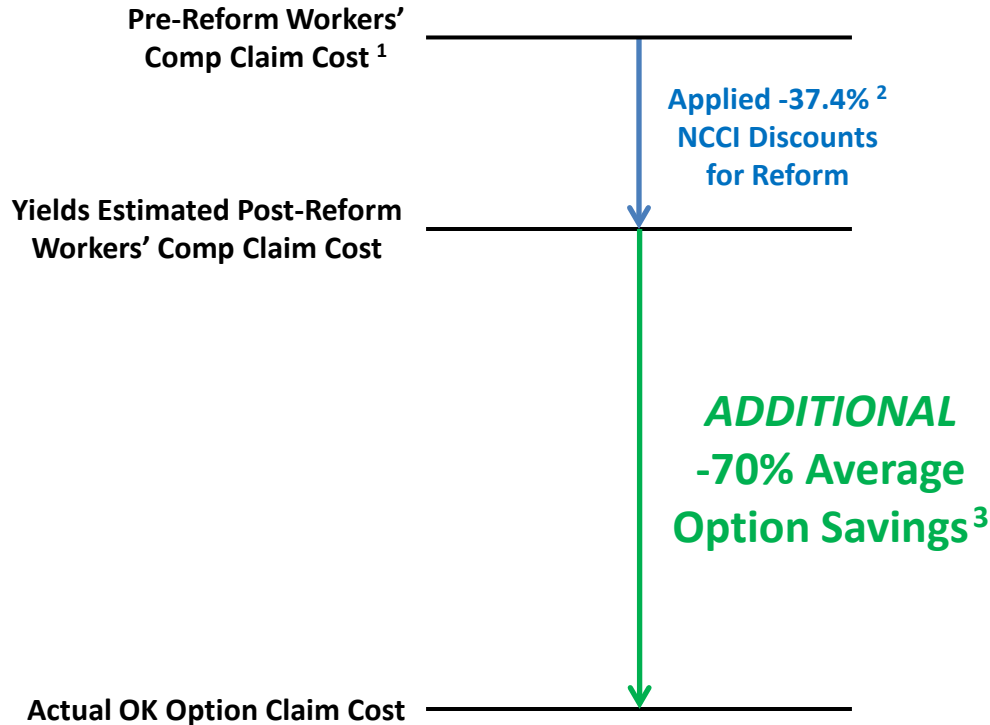 Pre-Reform Workers’
Comp Claim Cost 1
Applied -37.4% 2
NCCI Discounts
for Reform
Yields Estimated Post-Reform
Workers’ Comp Claim Cost
ADDITIONAL
-70% Average
Option Savings 3
Actual OK Option Claim Cost